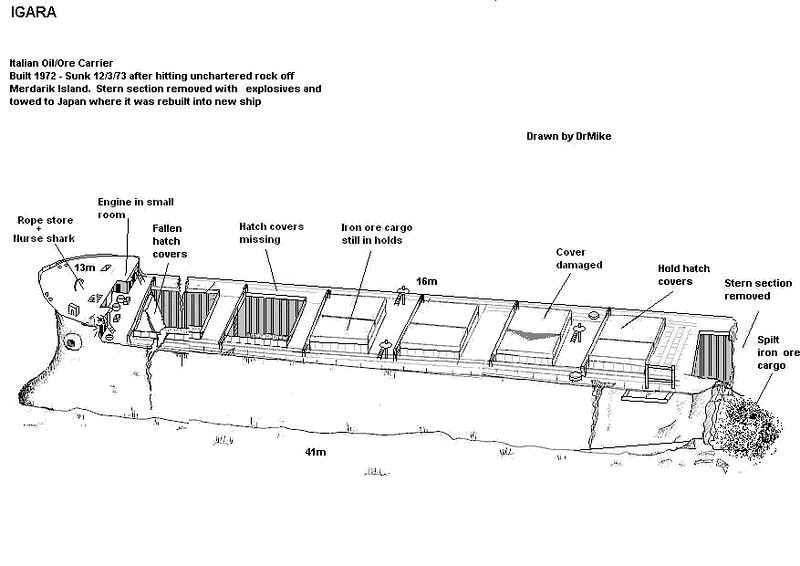 IGARA
Italian Oil/Ore Carrier
Built 1972 - Sunk 12/3/73 after hitting unchartered rock off
Merdarik Island. Stern section removed with explosives and
towed to Japan where it was rebuilt into new ship
Drawn by DrMike
Engine in small
room
Rope store
+
Nurse shark
Fallen
hatch
covers
Hatch covers
missing
Iron ore cargo
still in holds
Cover
damaged
Hold hatch
covers
Stern section
removed
Spilt
iron ore
cargo
13m
16m
41m